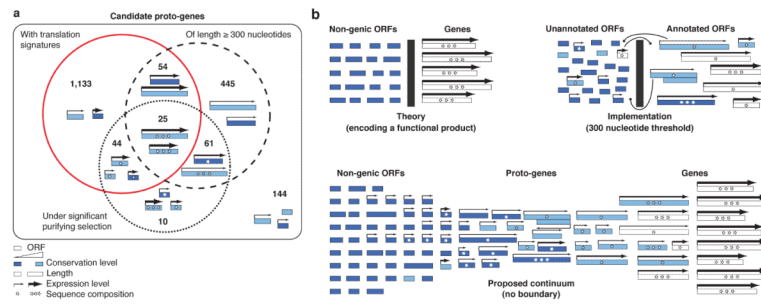 a
Candidate proto-genes
With translation
signatures
Of length ≥ 300 nucleotides
54
1,133
445
25
44
61
144
Under significant
purifying selection
10
ORF
Conservation level
Length
Expression level
Sequence composition
b
Non-genic ORFs
Genes
Theory
(encoding a functional product)
Unannotated ORFs
Annotated ORFs
Implementation
(300 nucleotide threshold)
Non-genic ORFs
Proto-genes
Genes
Proposed continuum
(no boundary)